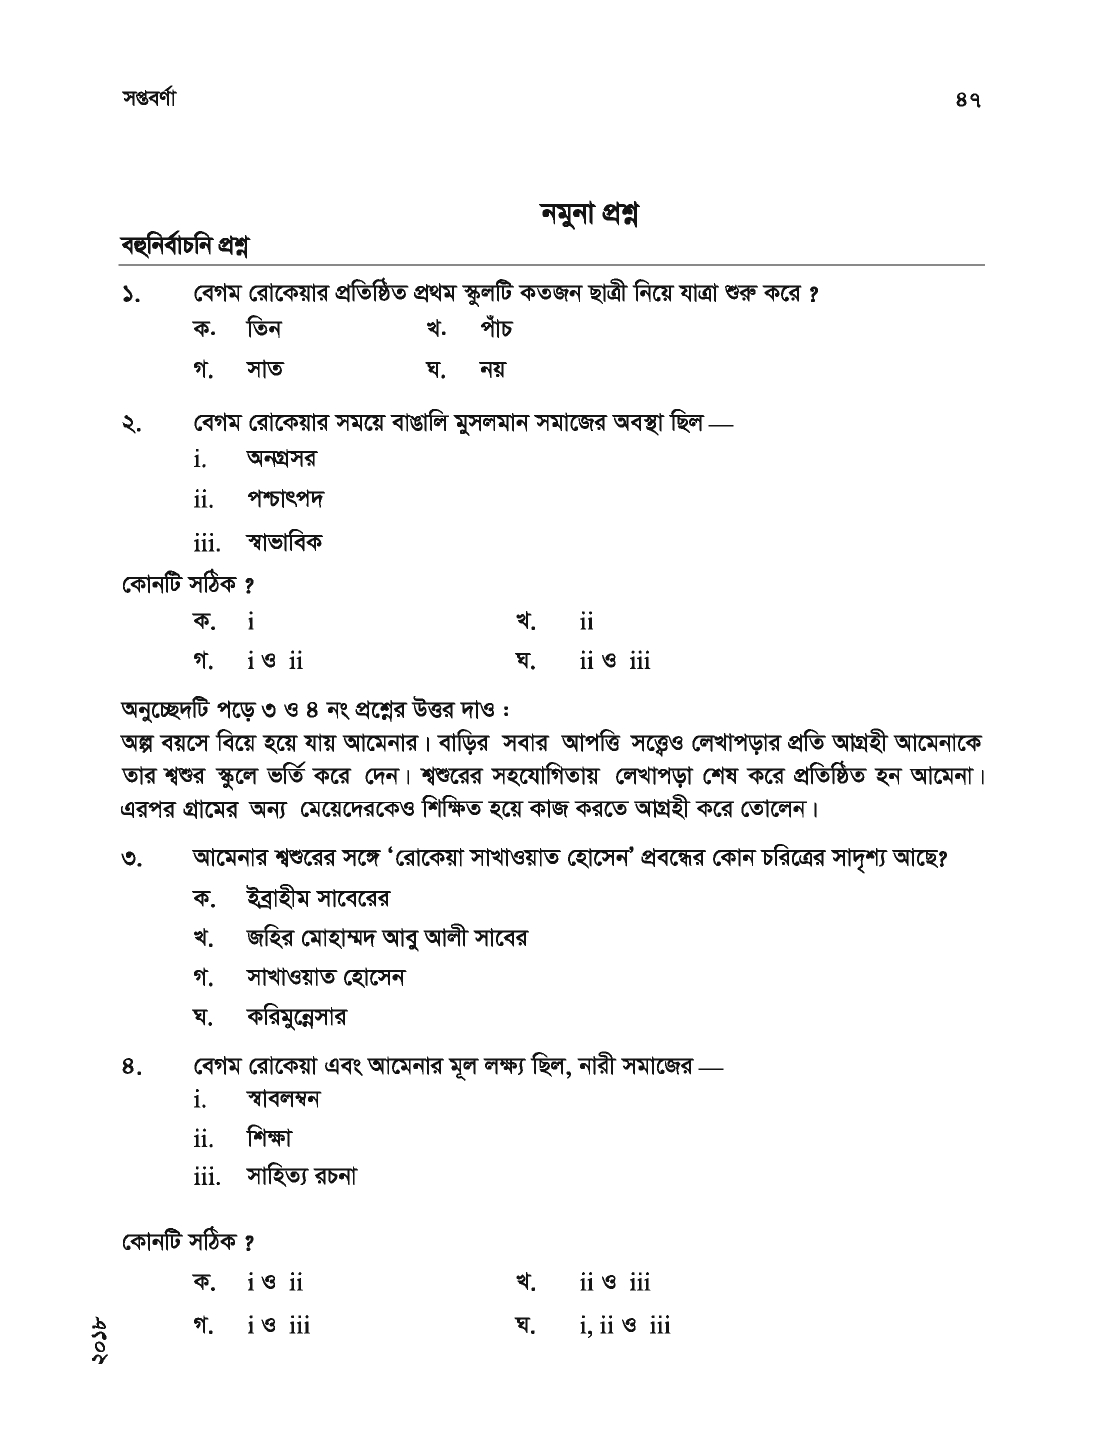 সপ্তবর্ণা ৪৭
নমুনা প্রশ্ন
বহুনির্বাচনি প্রশ্ন
১. বেগম রোকেয়ার প্রতিষ্ঠিত প্রথম স্কুলটি কতজন ছাত্রী নিয়ে যাত্রা শুরু করে ?
ক. তিন খ. পাঁচ
গ. সাত ঘ. নয়
২. বেগম রোকেয়ার সময়ে বাঙালি মুসলমান সমাজের অবস্থা ছিল —
i. অনগ্রসর
ii. পশ্চাৎপদ
iii. স্বাভাবিক
কোনটি সঠিক ?
ক. i খ. ii
গ. i ও ii ঘ. ii ও iii
অনুচ্ছেদটি পড়ে ৩ ও ৪ নং প্রশ্নের উত্তর দাও :
অল্প বয়সে বিয়ে হয়ে যায় আমেনার। বাড়ির সবার আপত্তি সত্ত্বেও লেখাপড়ার প্রতি আগ্রহী আমেনাকে
তার শ্বশুর স্কুলে ভর্তি করে দেন। শ্বশুরের সহযোগিতায় লেখাপড়া শেষ করে প্রতিষ্ঠিত হন আমেনা।
এরপর গ্রামের অন্য মেয়েদেরকেও শিক্ষিত হয়ে কাজ করতে আগ্রহী করে তোলেন।
৩. আমেনার শ্বশুরের সঙ্গে ‘রোকেয়া সাখাওয়াত হোসেন’ প্রবন্ধের কোন চরিত্রের সাদৃশ্য আছে?
ক. ইব্রাহীম সাবেরের
খ. জহির মোহাম্মদ আবু আলী সাবের
গ. সাখাওয়াত হোসেন
ঘ. করিমুন্নেসার
৪. বেগম রোকেয়া এবং আমেনার মূল লক্ষ্য ছিল, নারী সমাজের —
i. স্বাবলম্বন
ii. শিক্ষা
iii. সাহিত্য রচনা
কোনটি সঠিক ?
ক. i ও ii খ. ii ও iii
গ. i ও iii ঘ. i, ii ও iii
২০১৮